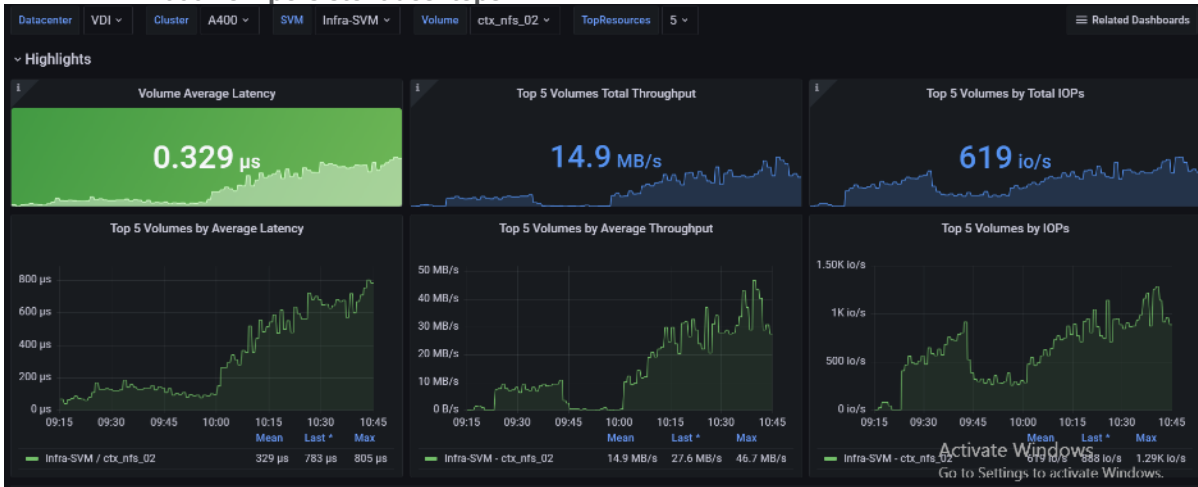 Datacenter VDI Cluster A400 SVM Infra-SVM Volume ctx_nfs_02 TopResources 5 Related Dashboards
Highlights
Volume Average Latency
0.329 µs
Top 5 Volumes Total Throughput
14.9 MB/s
Top 5 Volumes by Total IOPs
619 io/s
Top 5 Volumes by Average Latency
800 µs
600 µs
400 µs
200 µs
0 µs
09:15 09:30 09:45 10:00 10:15 10:30 10:45
Mean Last * Max
Infra-SVM / ctx_nfs_02 329 µs 783 µs 805 µs
Top 5 Volumes by Average Throughput
50 MB/s
40 MB/s
30 MB/s
20 MB/s
10 MB/s
0 B/s
09:15 09:30 09:45 10:00 10:15 10:30 10:45
Mean Last * Max
Infra-SVM - ctx_nfs_02 14.9 MB/s 27.6 MB/s 46.7 MB/s
Top 5 Volumes by IOPs
1.50K io/s
1K io/s
500 io/s
0 io/s
09:15 09:30 09:45 10:00 10:15 10:30 10:45
Mean Last * Max
Infra-SVM - ctx_nfs_02 619 io/s 888 io/s 1.29K io/s
Activate Windows
Go to Settings to activate Windows.